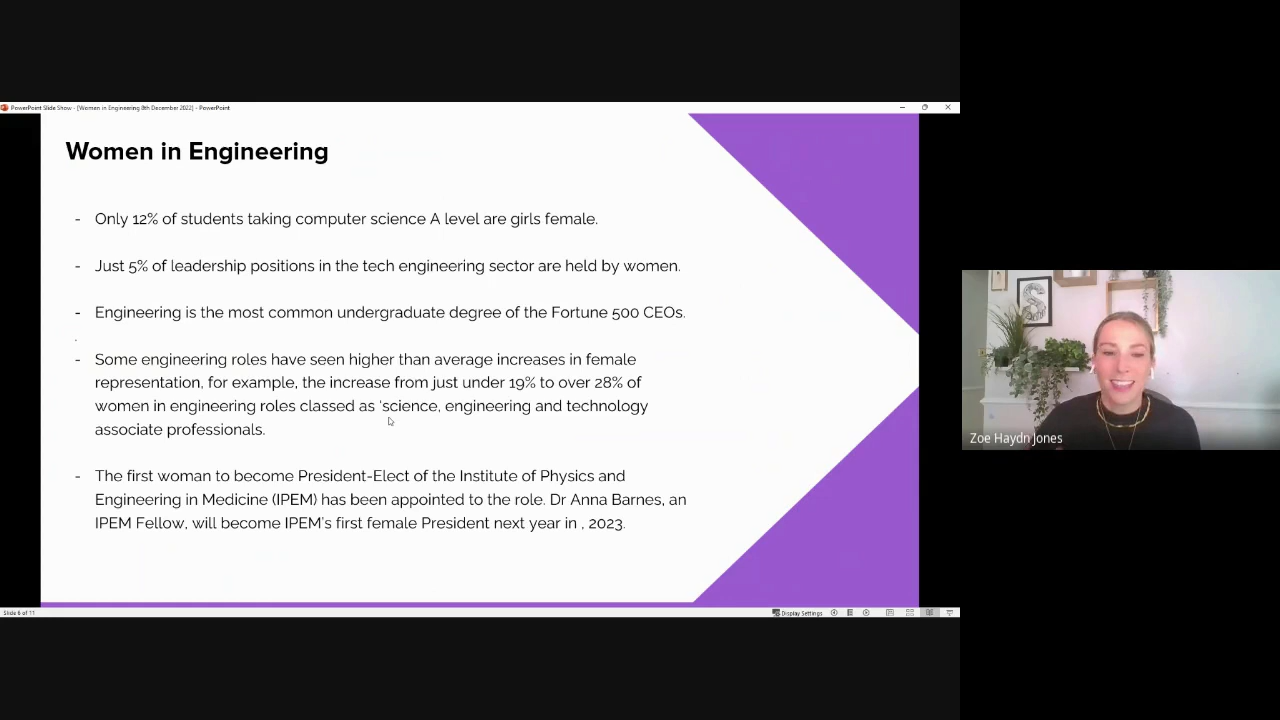 PowerPoint Slide Show - [Women in Engineering 8th December 2022] - PowerPoint
Women in Engineering
- Only 12% of students taking computer science A level are girls female.
- Just 5% of leadership positions in the tech engineering sector are held by women.
- Engineering is the most common undergraduate degree of the Fortune 500 CEOs.
.
- Some engineering roles have seen higher than average increases in female
representation, for example, the increase from just under 19% to over 28% of
women in engineering roles classed as 'science, engineering and technology
associate professionals.
- The first woman to become President-Elect of the Institute of Physics and
Engineering in Medicine (IPEM) has been appointed to the role. Dr Anna Barnes, an
IPEM Fellow, will become IPEM's first female President next year in , 2023.
Zoe Haydn Jones
Slide 6 of 11
Display Settings